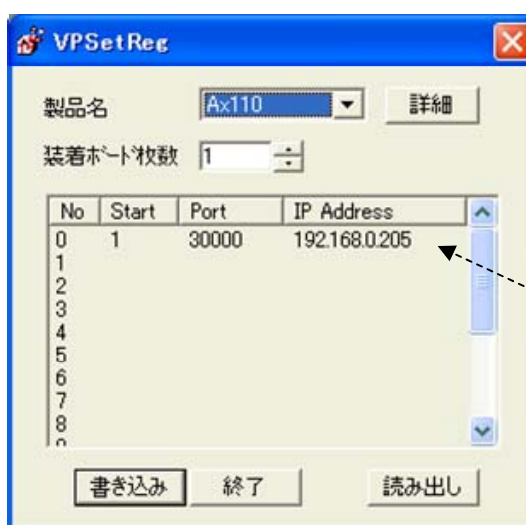 VPSetReg
製品名 Ax110 詳細
装着ボード枚数 1
No Start Port IP Address
0 1 30000 192.168.0.205
1
2
3
4
5
6
7
8
書き込み 終了 読み出し